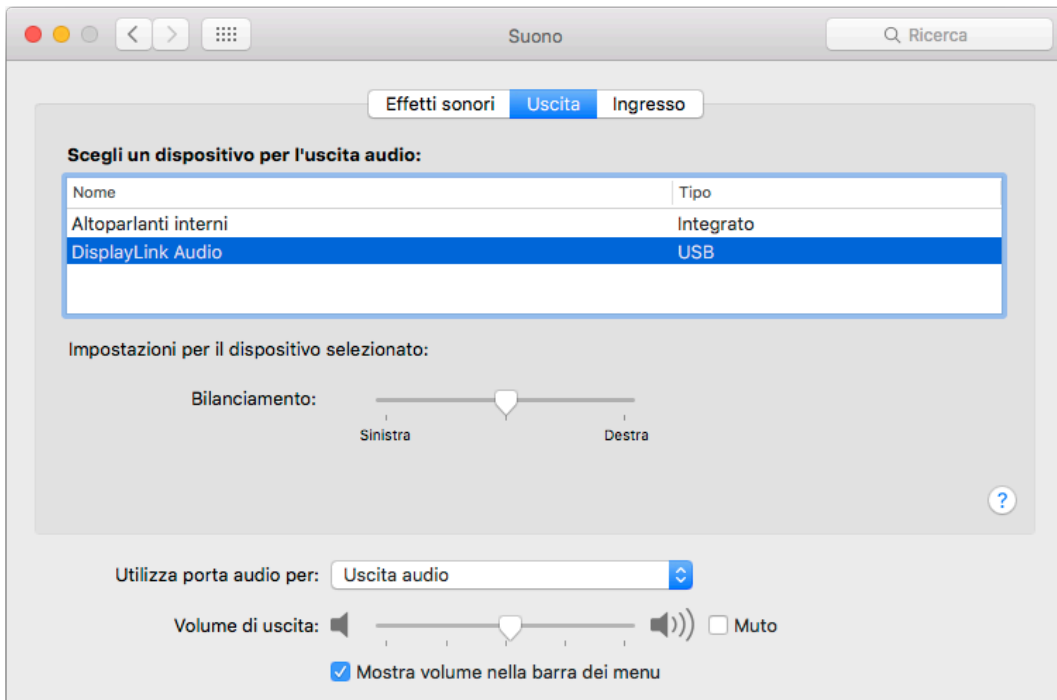 Suono
Ricerca
Effetti sonori Uscita Ingresso
Scegli un dispositivo per l'uscita audio:
Nome Tipo
Altoparlanti interni Integrato
DisplayLink Audio USB
Impostazioni per il dispositivo selezionato:
Bilanciamento:
Sinistra Destra
?
Utilizza porta audio per: Uscita audio
Volume di uscita: Muto
Mostra volume nella barra dei menu